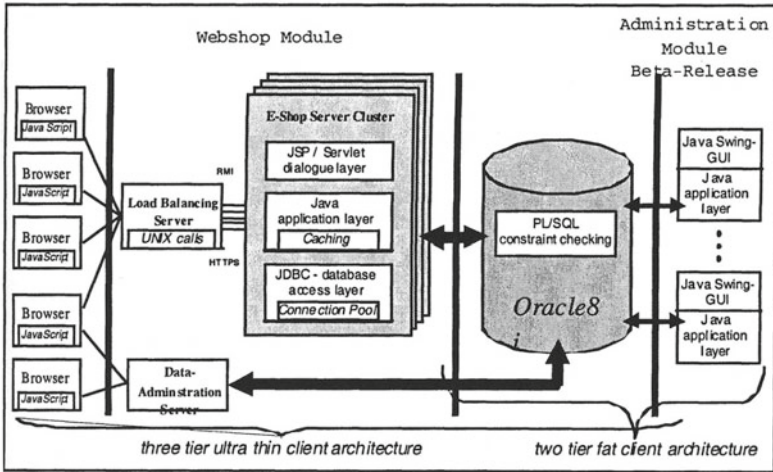 Webshop Module
Administration
Module
Beta-Release
Browser
Java Script
Browser
JavaScript
Browser
JavaScript
Browser
JavaScript
Browser
JavaScript
Load Balancing
Server
UNIX calls
RMI
HTTPS
Data-
Adminstration
Server
E-Shop Server Cluster
JSP / Servlet
dialogue layer
Java
application layer
Caching
JDBC - database
access layer
Connection Pool
PL/SQL
constraint checking
Oracle8
i
Java Swing-
GUI
Java
application
layer
Java Swing-
GUI
Java
application
layer
three tier ultra thin client architecture
two tier fat client architecture